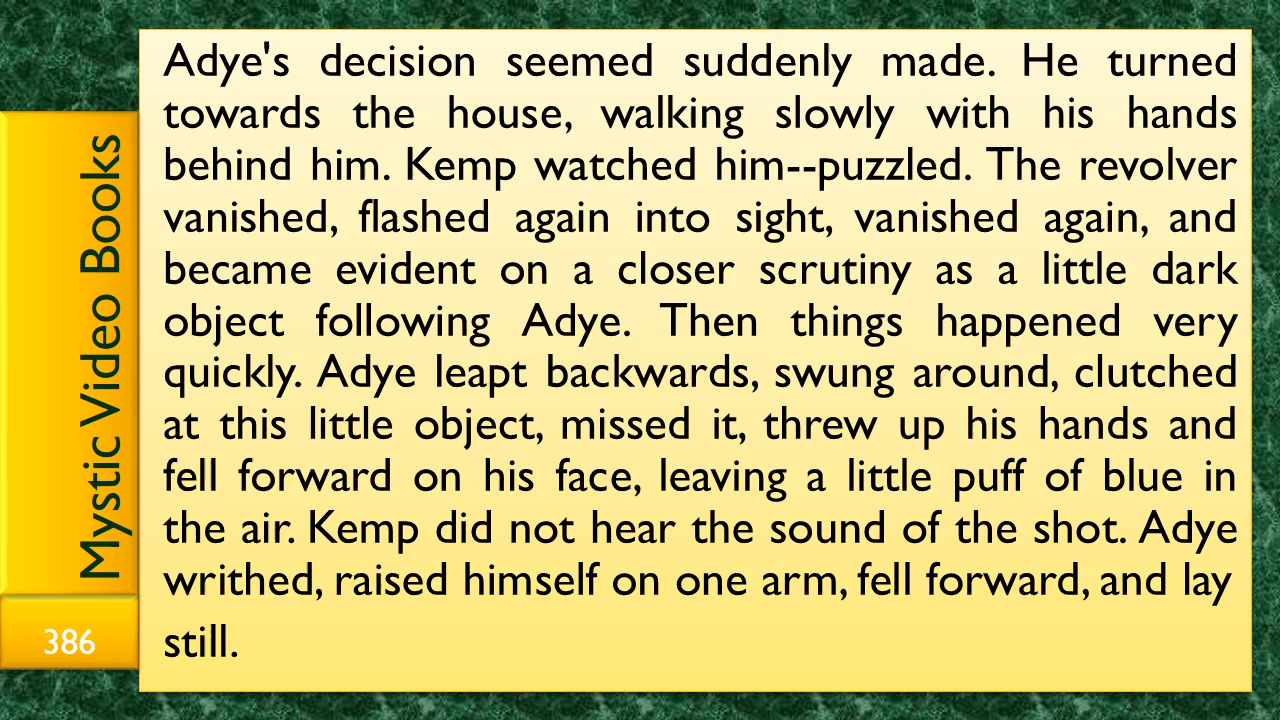 Adye's decision seemed suddenly made. He turned
towards the house, walking slowly with his hands
behind him. Kemp watched him--puzzled. The revolver
vanished, flashed again into sight, vanished again, and
became evident on a closer scrutiny as a little dark
object following Adye. Then things happened very
quickly. Adye leapt backwards, swung around, clutched
at this little object, missed it, threw up his hands and
fell forward on his face, leaving a little puff of blue in
the air. Kemp did not hear the sound of the shot. Adye
writhed, raised himself on one arm, fell forward, and lay
still.
Mystic Video Books
386